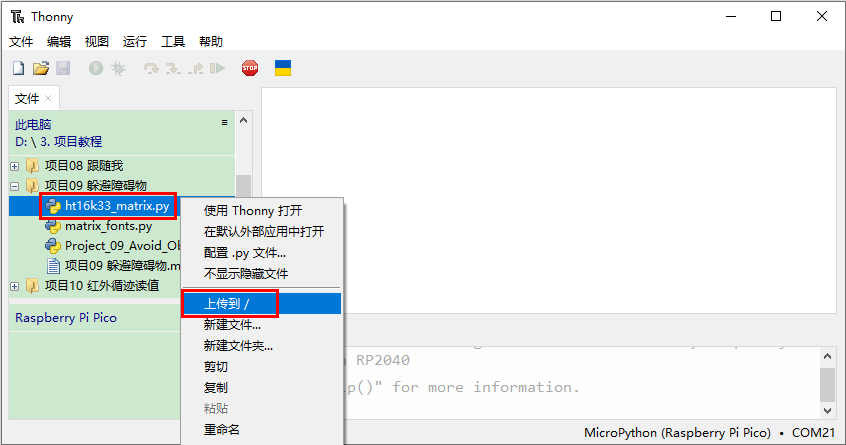 Thonny
文件 编辑 视图 运行 工具 帮助
STOP
文件
此电脑
D: \ 3. 项目教程
项目08 跟随我
项目09 躲避障碍物
ht16k33_matrix.py
matrix_fonts.py
Project_09_Avoid_Ob
项目09 躲避障碍物.m
项目10 红外循迹读值
Raspberry Pi Pico
使用 Thonny 打开
在默认外部应用中打开
配置 .py 文件...
不显示隐藏文件
上传到 /
新建文件...
新建文件夹...
剪切
复制
粘贴
重命名
RP2040
p()" for more information.
MicroPython (Raspberry Pi Pico) • COM21